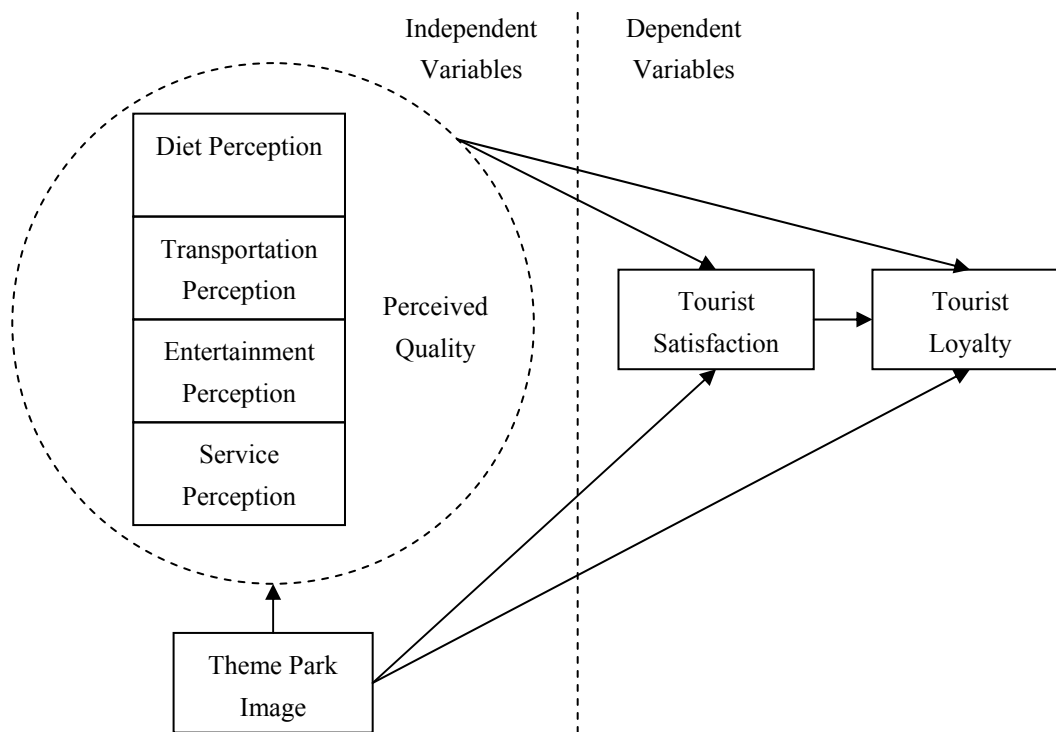 Independent
Variables
Dependent
Variables
Diet Perception
Transportation
Perception
Entertainment
Perception
Service
Perception
Perceived
Quality
Tourist
Satisfaction
Tourist
Loyalty
Theme Park
Image